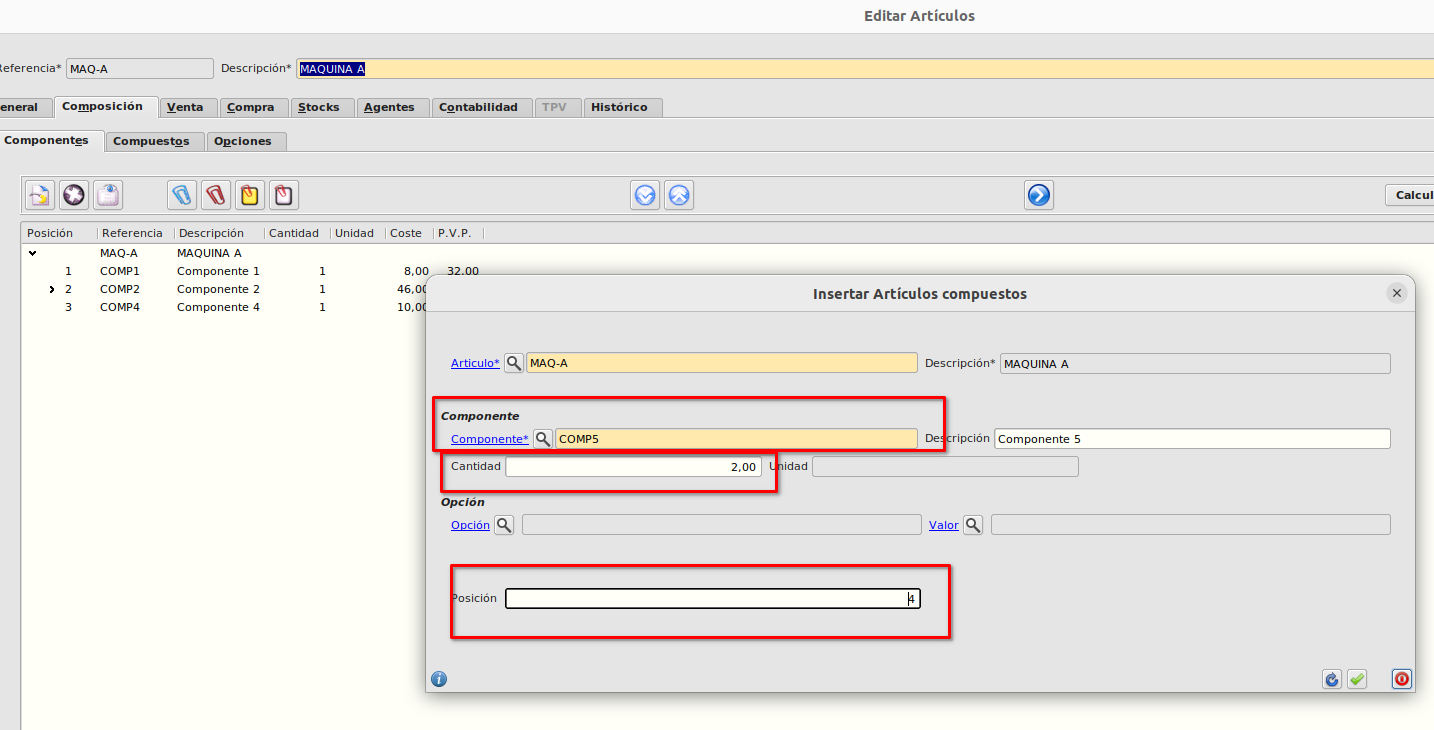 Editar Artículos
Referencia* MAQ-A Descripción* MAQUINA A
eneral Composición Venta Compra Stocks Agentes Contabilidad TPV Histórico
Componentes Compuestos Opciones
Calcul
Posición Referencia Descripción Cantidad Unidad Coste P.V.P.
MAQ-A MAQUINA A
1 COMP1 Componente 1 1 8,00 32,00
2 COMP2 Componente 2 1 46,00
3 COMP4 Componente 4 1 10,00
Insertar Artículos compuestos
Articulo* MAQ-A Descripción* MAQUINA A
Componente
Componente* COMP5 Descripción Componente 5
Cantidad 2,00 Unidad
Opción
Opción Valor
Posición 4